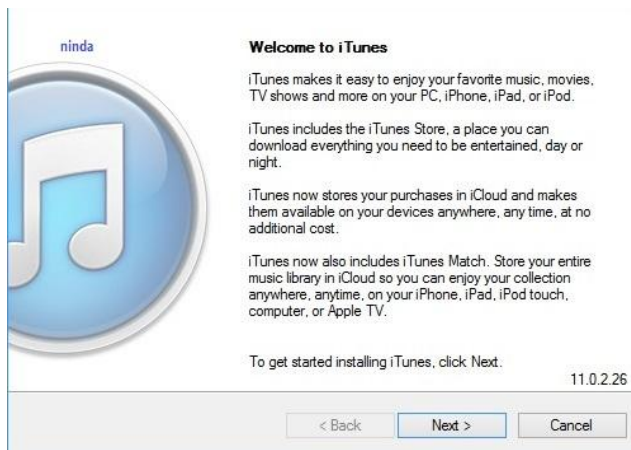 ninda
Welcome to iTunes
iTunes makes it easy to enjoy your favorite music, movies,
TV shows and more on your PC, iPhone, iPad, or iPod.
iTunes includes the iTunes Store, a place you can
download everything you need to be entertained, day or
night.
iTunes now stores your purchases in iCloud and makes
them available on your devices anywhere, any time, at no
additional cost.
iTunes now also includes iTunes Match. Store your entire
music library in iCloud so you can enjoy your collection
anywhere, anytime, on your iPhone, iPad, iPod touch,
computer, or Apple TV.
To get started installing iTunes, click Next.
11.0.2.26
< Back Next > Cancel